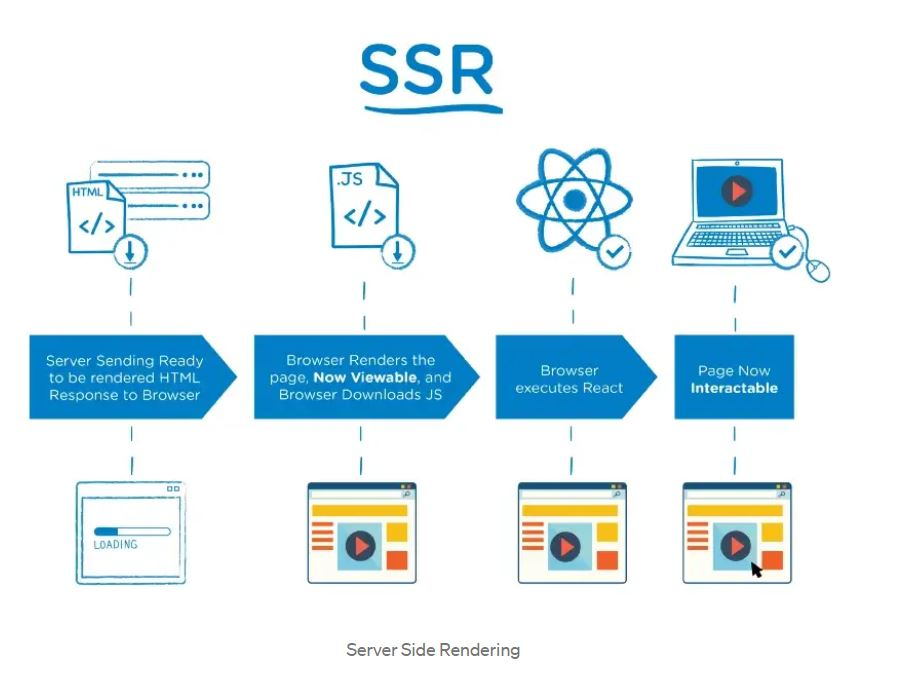 SSR
HTML
</>
.JS
</>
Server Sending Ready
to be rendered HTML
Response to Browser
Browser Renders the
page, Now Viewable, and
Browser Downloads JS
Browser
executes React
Page Now
Interactable
LOADING
Server Side Rendering